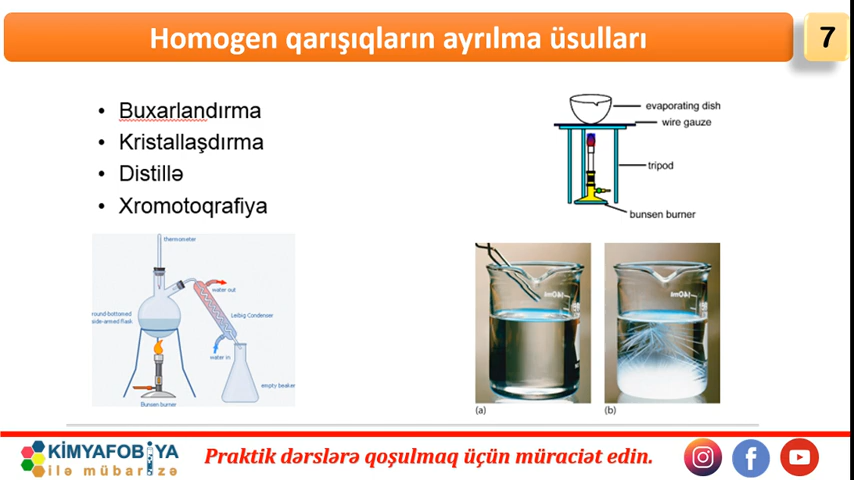 Homogen qarışıqların ayrılma üsulları
7
• Buxarlandırma
• Kristallaşdırma
• Distillə
• Xromotoqrafiya
evaporating dish
wire gauze
tripod
bunsen burner
thermometer
water out
round-bottomed
side-armed flask
Leibig Condenser
water in
empty beaker
Bunsen burner
(a)
(b)
KİMYAFOBİYA
ilə mübarizə
Praktik dərslərə qoşulmaq üçün müraciət edin.